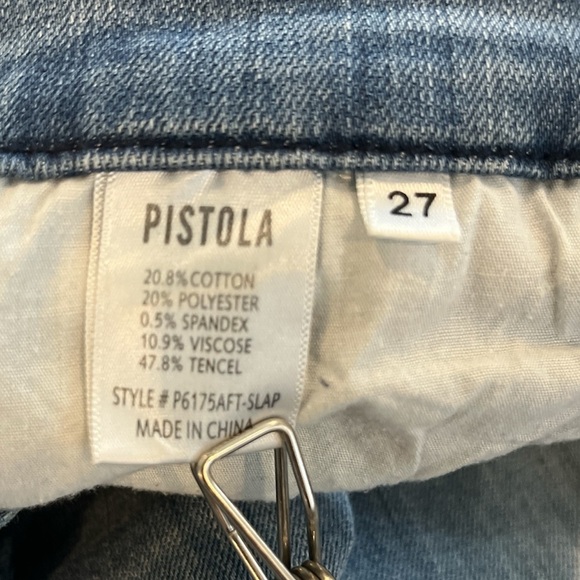 PISTOLA
20.8%COTTON
20% POLYESTER
0.5% SPANDEX
10.9% VISCOSE
47.8% TENCEL
STYLE # P6175AFT-SLAP
MADE IN CHINA
27